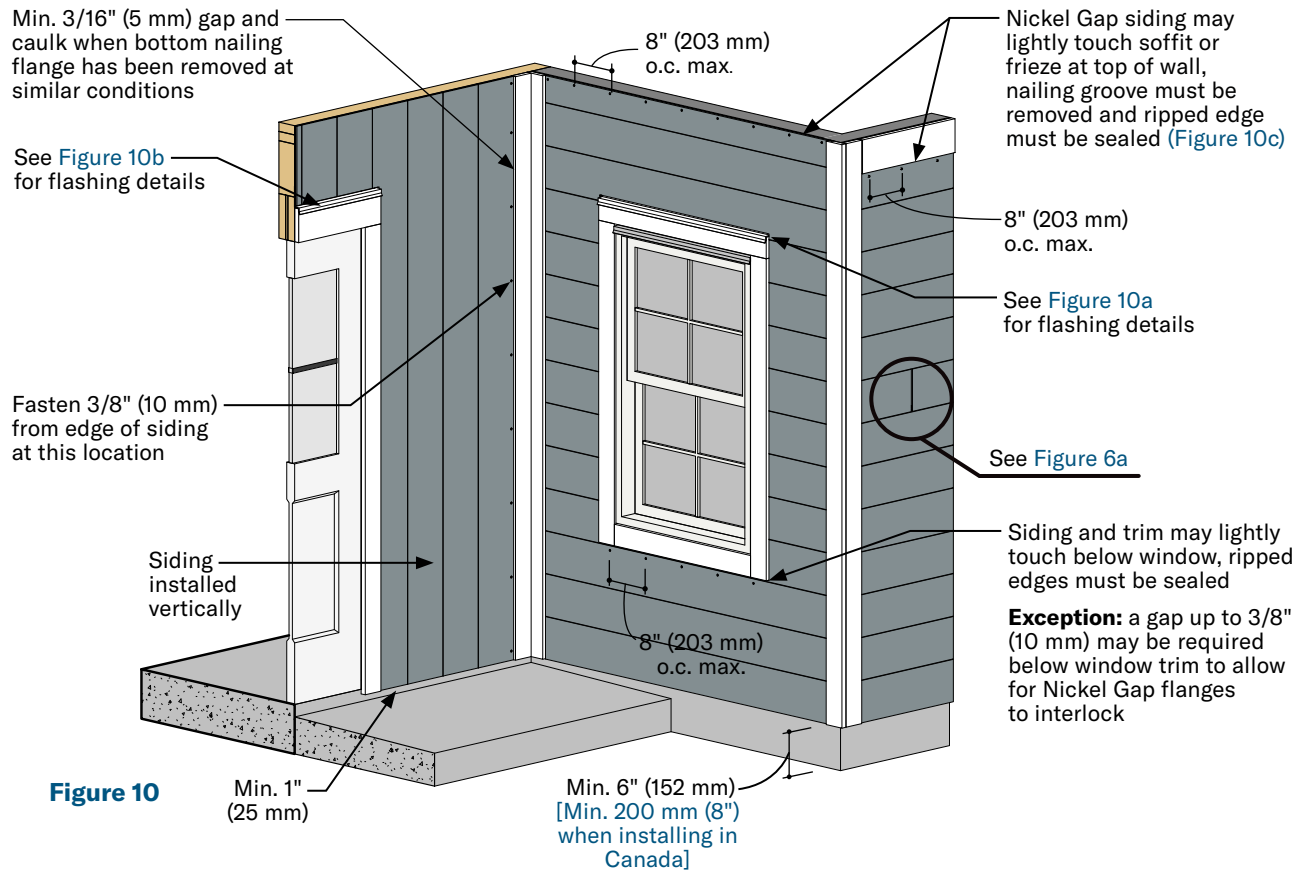 Min. 3/16" (5 mm) gap and
caulk when bottom nailing
flange has been removed at
similar conditions
8" (203 mm)
o.c. max.
Nickel Gap siding may
lightly touch soffit or
frieze at top of wall,
nailing groove must be
removed and ripped edge
must be sealed (Figure 10c)
See Figure 10b
for flashing details
8" (203 mm)
o.c. max.
See Figure 10a
for flashing details
Fasten 3/8" (10 mm)
from edge of siding
at this location
See Figure 6a
Siding
installed
vertically
Siding and trim may lightly
touch below window, ripped
edges must be sealed
Exception: a gap up to 3/8"
(10 mm) may be required
below window trim to allow
for Nickel Gap flanges
to interlock
8" (203 mm)
o.c. max.
Figure 10
Min. 1"
(25 mm)
Min. 6" (152 mm)
[Min. 200 mm (8")
when installing in
Canada]